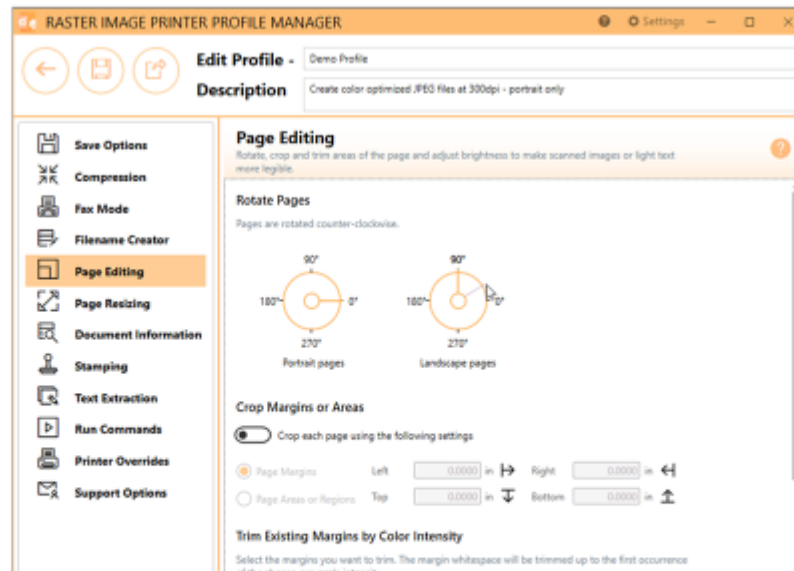 RASTER IMAGE PRINTER PROFILE MANAGER
Settings
Edit Profile - Demo Profile
Description Create color optimized JPEG files at 300dpi - portrait only
Save Options
Compression
Fax Mode
Filename Creator
Page Editing
Page Resizing
Document Information
Stamping
Text Extraction
Run Commands
Printer Overrides
Support Options
Page Editing
Rotate, crop and trim areas of the page and adjust brightness to make scanned images or light text
more legible.
Rotate Pages
Pages are rotated counter-clockwise.
90° 90°
180° 0° 180° 0°
270° 270°
Portrait pages Landscape pages
Crop Margins or Areas
Crop each page using the following settings
Page Margins Left 0.0000 in Right 0.0000 in
Page Areas or Regions Top 0.0000 in Bottom 0.0000 in
Trim Existing Margins by Color Intensity
Select the margins you want to trim. The margin whitespace will be trimmed up to the first occurrence